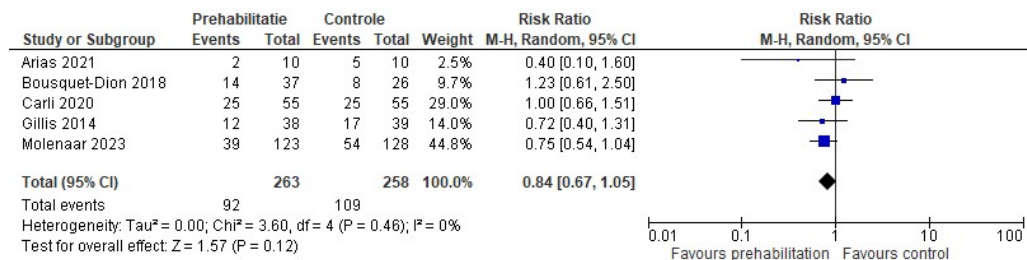 Prehabilitatie Controle Risk Ratio Risk Ratio
Study or Subgroup Events Total Events Total Weight M-H, Random, 95% CI M-H, Random, 95% CI
Arias 2021 2 10 5 10 2.5% 0.40 [0.10, 1.60]
Bousquet-Dion 2018 14 37 8 26 9.7% 1.23 [0.61, 2.50]
Carli 2020 25 55 25 55 29.0% 1.00 [0.66, 1.51]
Gillis 2014 12 38 17 39 14.0% 0.72 [0.40, 1.31]
Molenaar 2023 39 123 54 128 44.8% 0.75 [0.54, 1.04]
Total (95% CI) 263 258 100.0% 0.84 [0.67, 1.05]
Total events 92 109
Heterogeneity: Tau² = 0.00; Chi² = 3.60, df = 4 (P = 0.46); I² = 0%
Test for overall effect: Z = 1.57 (P = 0.12)
0.01 0.1 1 10 100
Favours prehabilitation Favours control